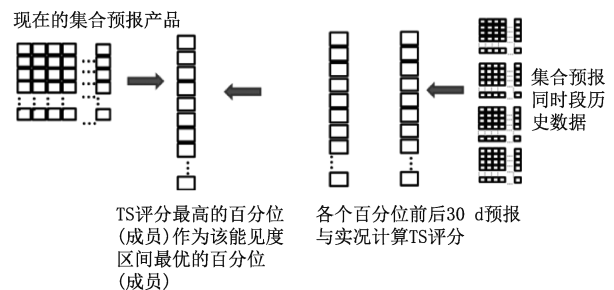 现在的集合预报产品
集合预报
同时段历
史数据
TS评分最高的百分位
(成员)作为该能见度
区间最优的百分位
(成员)
各个百分位前后30 d预报
与实况计算TS评分